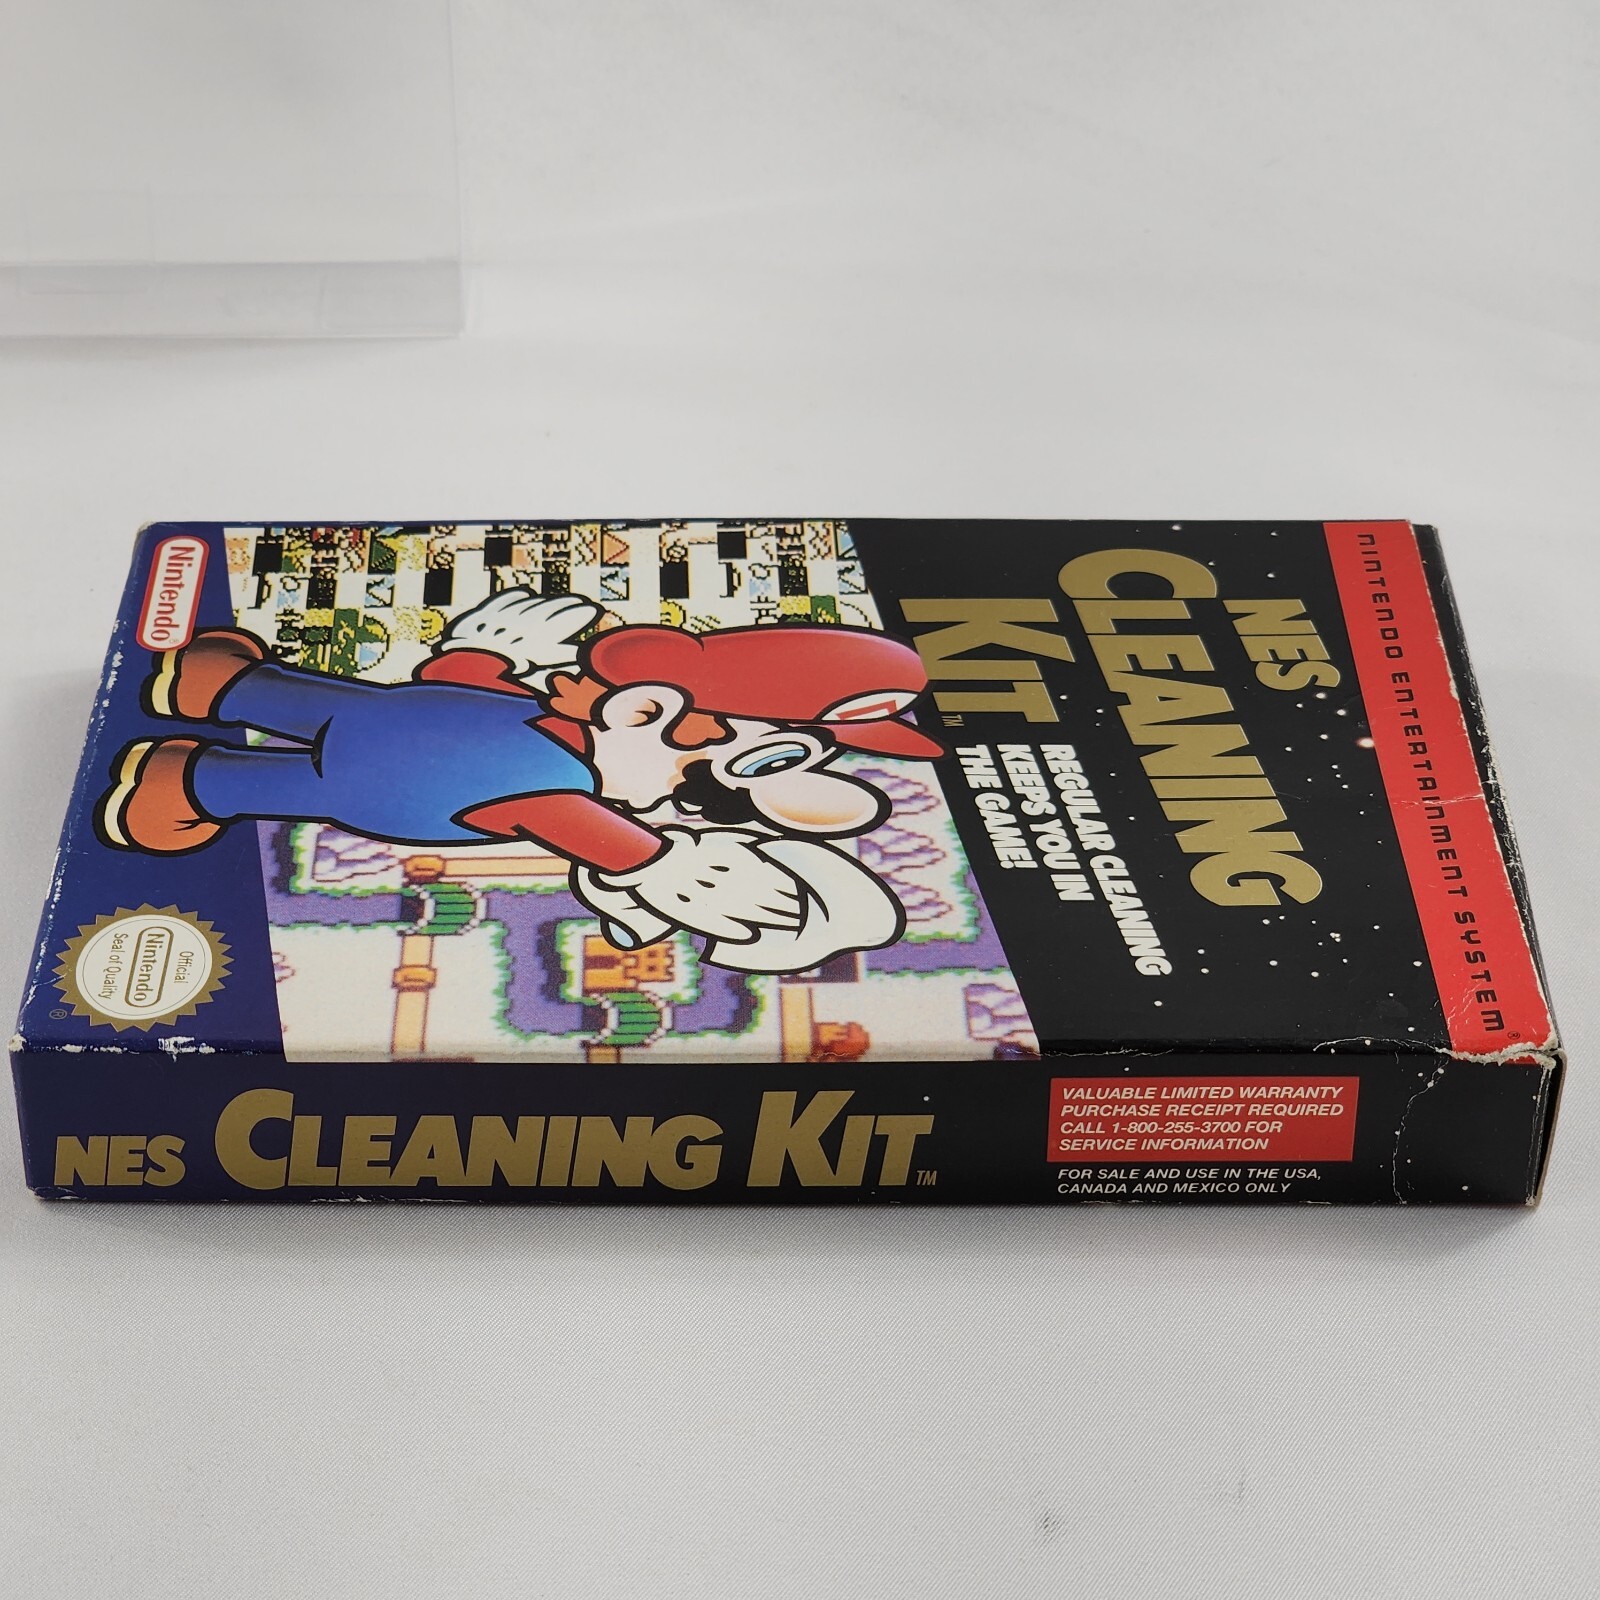 NINTENDO ENTERTAINMENT SYSTEM®
NES
CLEANING
KIT™
REGULAR CLEANING
KEEPS YOU IN
THE GAME!
Nintendo®
Official
Nintendo
Seal of Quality
®
NES CLEANING KIT™
VALUABLE LIMITED WARRANTY
PURCHASE RECEIPT REQUIRED
CALL 1-800-255-3700 FOR
SERVICE INFORMATION
FOR SALE AND USE IN THE USA,
CANADA AND MEXICO ONLY